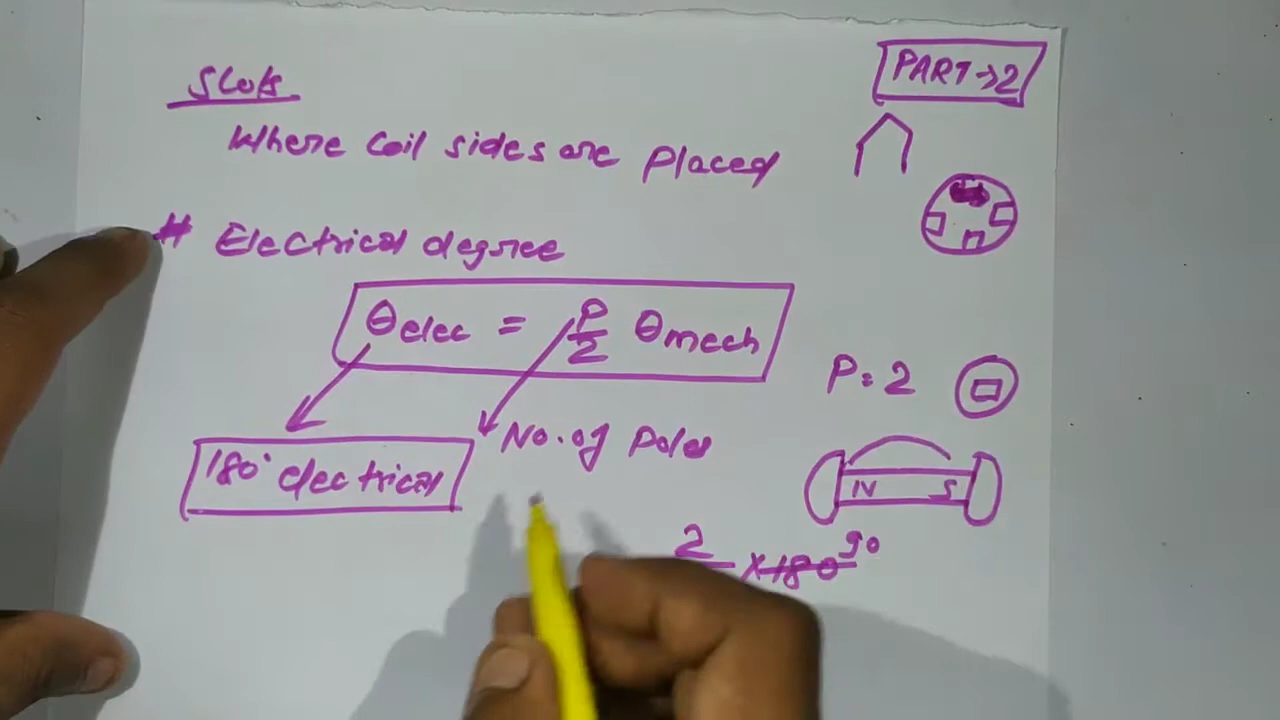 Slots
PART→2
Where coil sides are placed
# Electrical degree
θelec = P/2 θmech
P=2
180° electrical
No. of Poles
N S
2 ×180 90